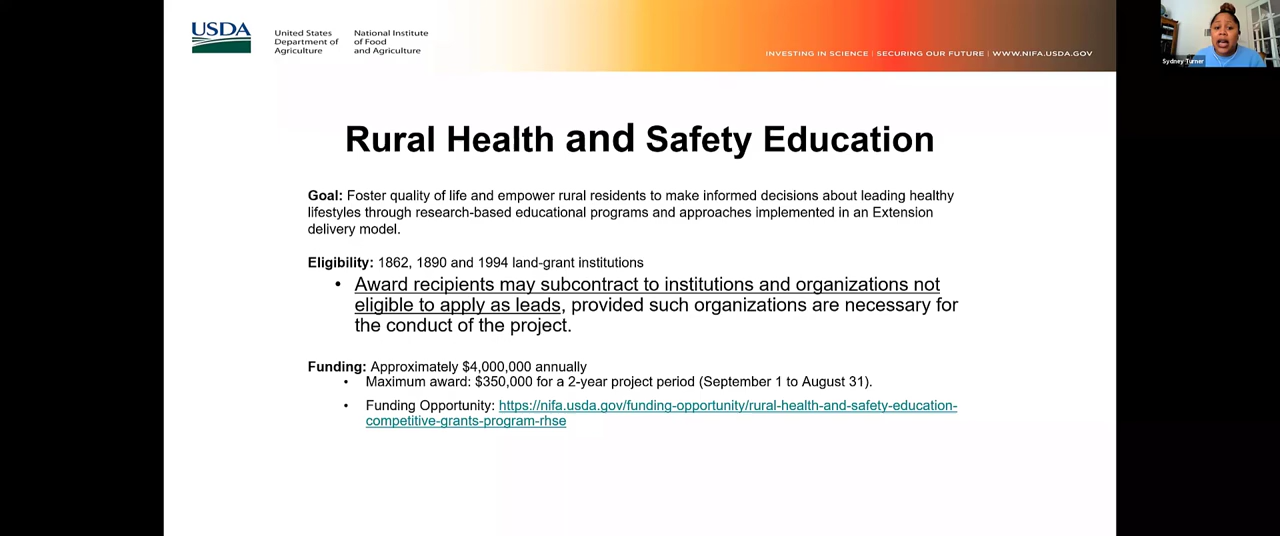 USDA
United States
Department of
Agriculture
National Institute
of Food
and Agriculture
INVESTING IN SCIENCE | SECURING OUR FUTURE | WWW.NIFA.USDA.GOV
Sydney Turner
Rural Health and Safety Education
Goal: Foster quality of life and empower rural residents to make informed decisions about leading healthy
lifestyles through research-based educational programs and approaches implemented in an Extension
delivery model.
Eligibility: 1862, 1890 and 1994 land-grant institutions
• Award recipients may subcontract to institutions and organizations not
eligible to apply as leads, provided such organizations are necessary for
the conduct of the project.
Funding: Approximately $4,000,000 annually
• Maximum award: $350,000 for a 2-year project period (September 1 to August 31).
• Funding Opportunity: https://nifa.usda.gov/funding-opportunity/rural-health-and-safety-education-
competitive-grants-program-rhse